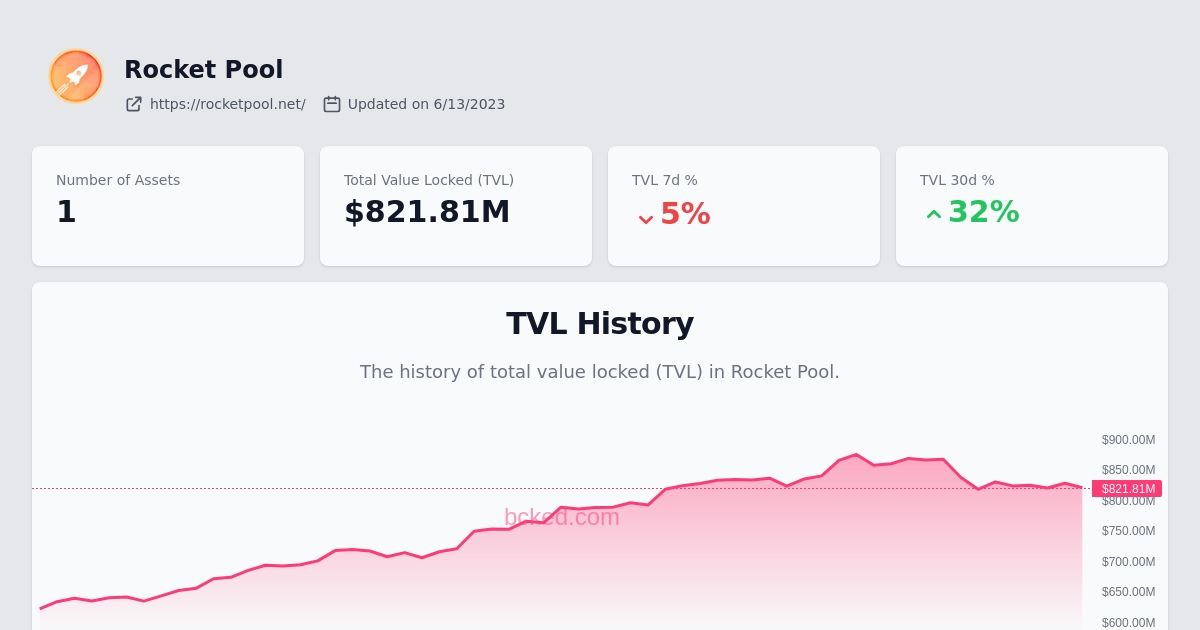 Rocket Pool
https://rocketpool.net/ Updated on 6/13/2023
Number of Assets
1
Total Value Locked (TVL)
$821.81M
TVL 7d %
5%
TVL 30d %
32%
TVL History
The history of total value locked (TVL) in Rocket Pool.
$900.00M
$850.00M
$821.81M
$800.00M
bcked.com
$750.00M
$700.00M
$650.00M
$600.00M